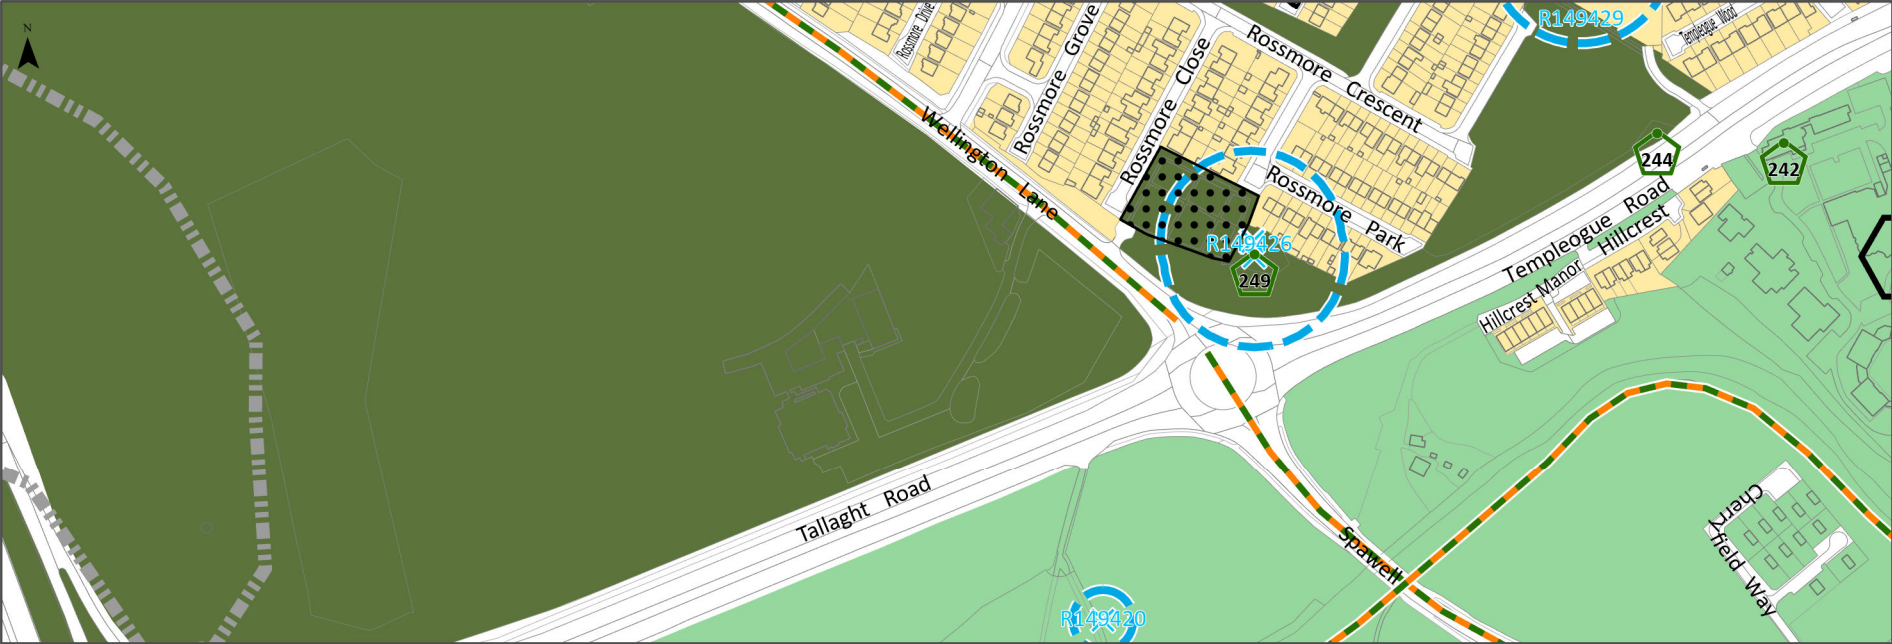 N
R149429
Rossmore Drive
Rossmore Grove
Rossmore Close
Rossmore Crescent
Templeogue Wood
Wellington Lane
244
242
Rossmore Park
Templeogue Road
Hillcrest
R149426
249
Hillcrest Manor
Tallaght Road
Spawell
Cherryfield Way
R149420